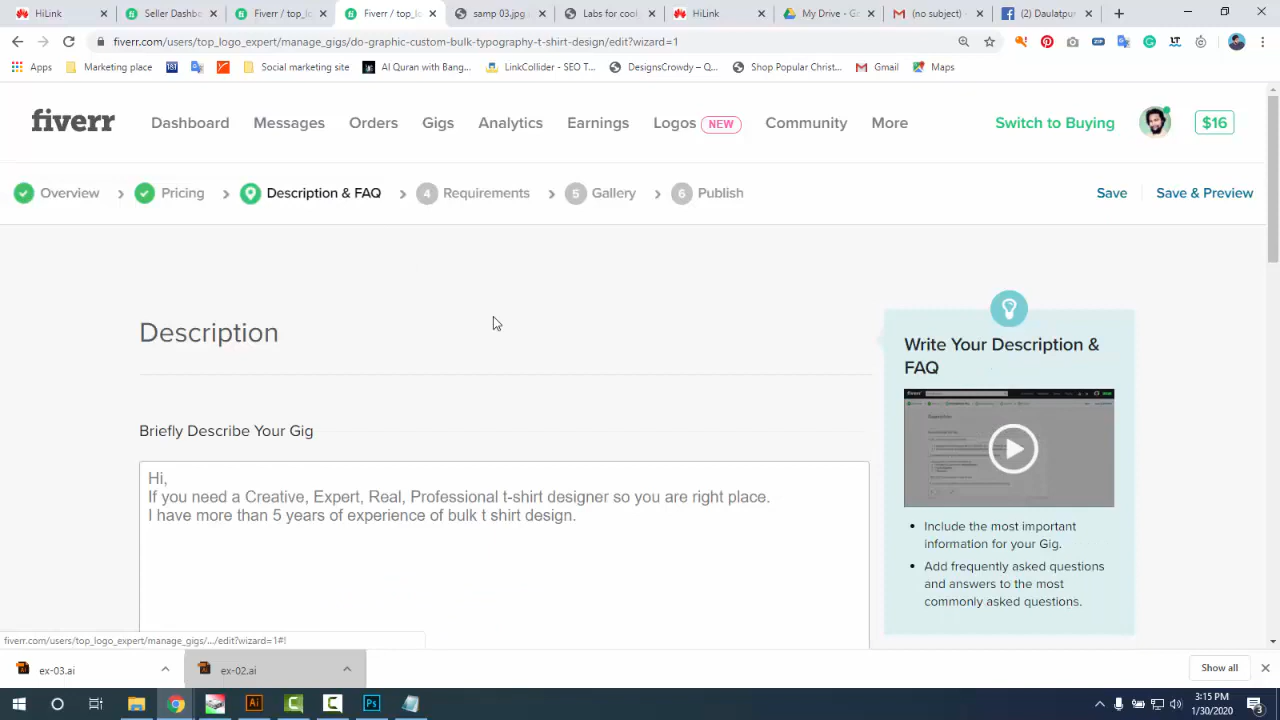 HiLink
Seller Dashb
Fiverr / top_lo
Fiverr / top_lo
samp 03.jpg
Labs for cool
HiLink
My Drive - Go
(no subject)
(2) Daulatpur
fiverr.com/users/top_logo_expert/manage_gigs/do-graphic-custom-bulk-typography-t-shirt-design/edit?wizard=1
Apps
Marketing place
Social marketing site
AI Quran with Bang...
LinkCollider - SEO T...
DesignsCrowdy – Q...
Shop Popular Christ...
Gmail
Maps
fiverr
Dashboard
Messages
Orders
Gigs
Analytics
Earnings
Logos NEW
Community
More
Switch to Buying
$16
Overview
Pricing
Description & FAQ
4 Requirements
5 Gallery
6 Publish
Save
Save & Preview
Description
Briefly Describe Your Gig
Hi,
If you need a Creative, Expert, Real, Professional t-shirt designer so you are right place.
I have more than 5 years of experience of bulk t shirt design.
Write Your Description &
FAQ
• Include the most important
information for your Gig.
• Add frequently asked questions
and answers to the most
commonly asked questions.
fiverr.com/users/top_logo_expert/manage_gigs/.../edit?wizard=1#!
ex-03.ai
ex-02.ai
Show all
3:15 PM
1/30/2020